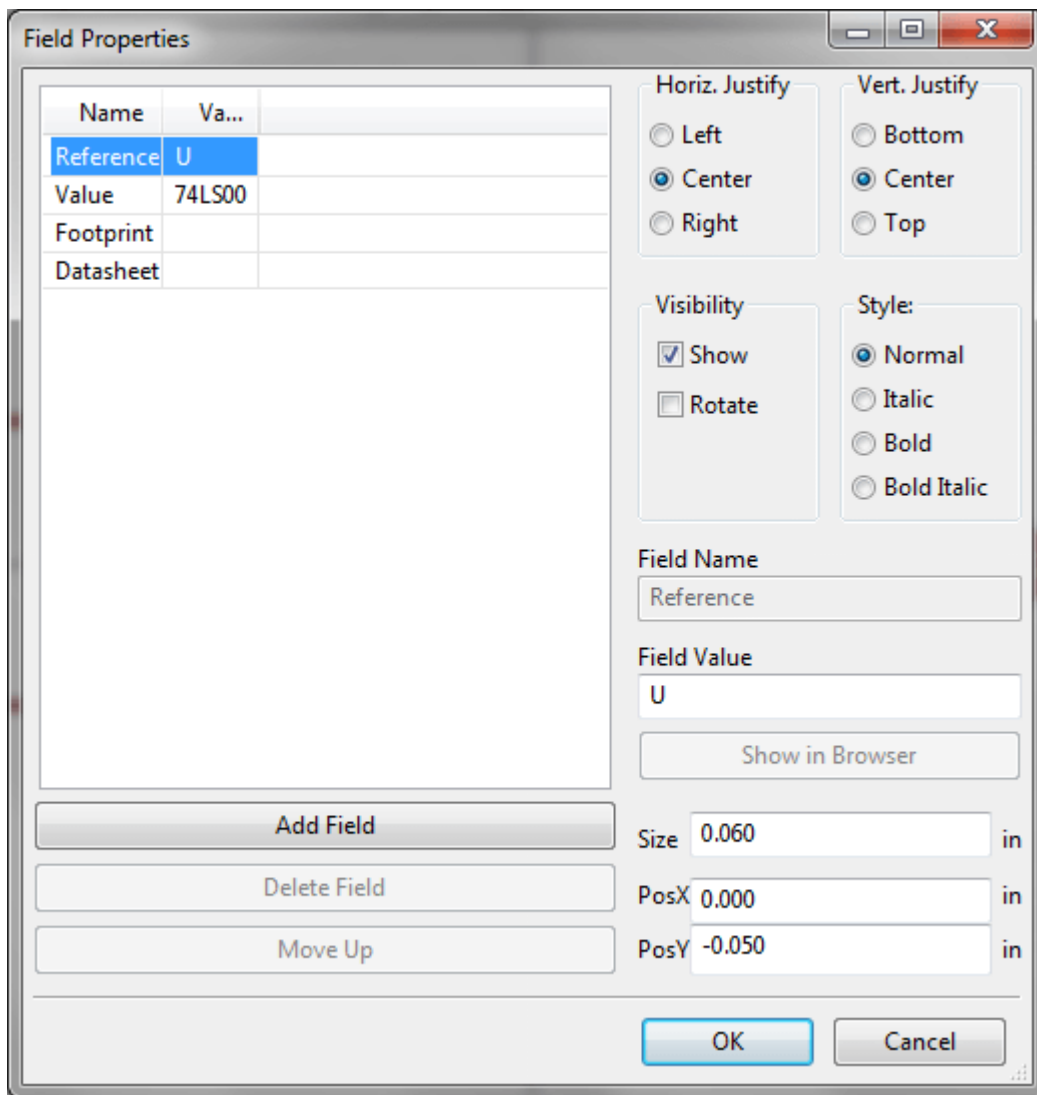 Field Properties
Name Va...
Reference U
Value 74LS00
Footprint
Datasheet
Horiz. Justify
Left
Center
Right
Vert. Justify
Bottom
Center
Top
Visibility
Show
Rotate
Style:
Normal
Italic
Bold
Bold Italic
Field Name
Reference
Field Value
U
Show in Browser
Add Field
Delete Field
Move Up
Size 0.060 in
PosX 0.000 in
PosY -0.050 in
OK Cancel